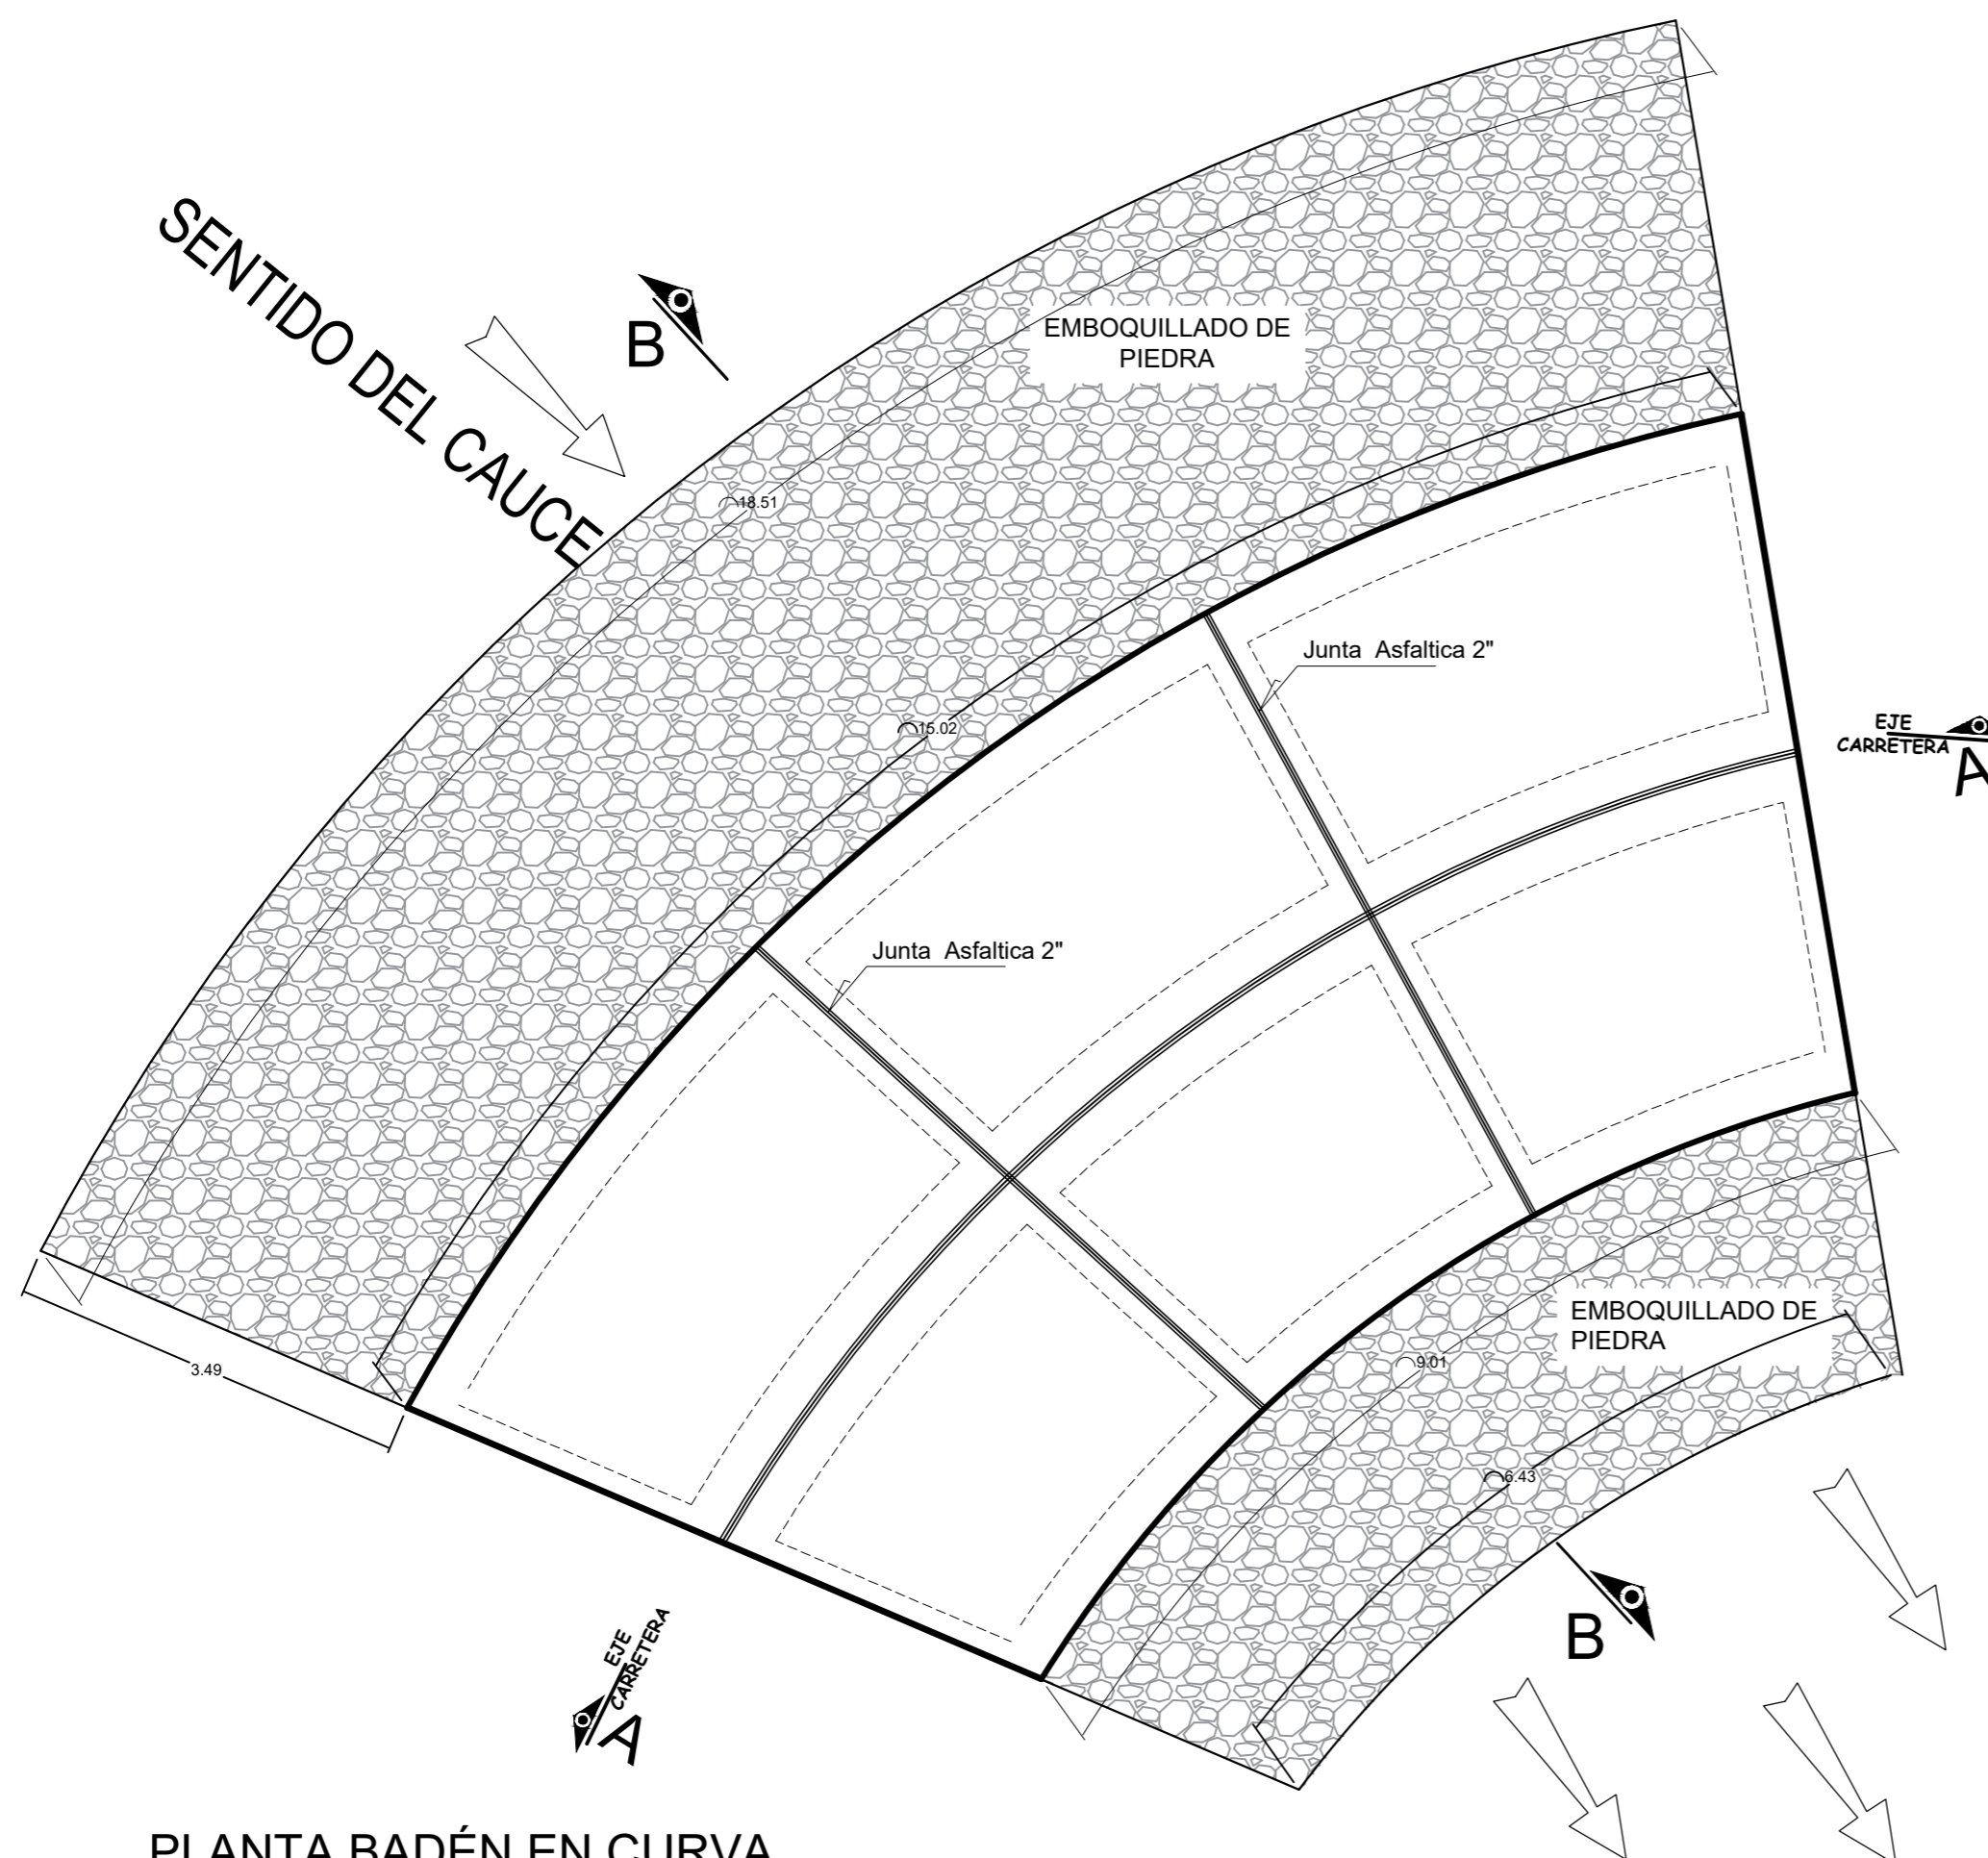 SENTIDO DEL CAUCE
B
EMBOQUILLADO DE
PIEDRA
18.51
15.02
Junta Asfaltica 2"
EJE
CARRETERA
A
Junta Asfaltica 2"
3.49
EMBOQUILLADO DE
PIEDRA
9.01
6.43
B
EJE
CARRETERA
A
PLANTA BADÉN EN CURVA